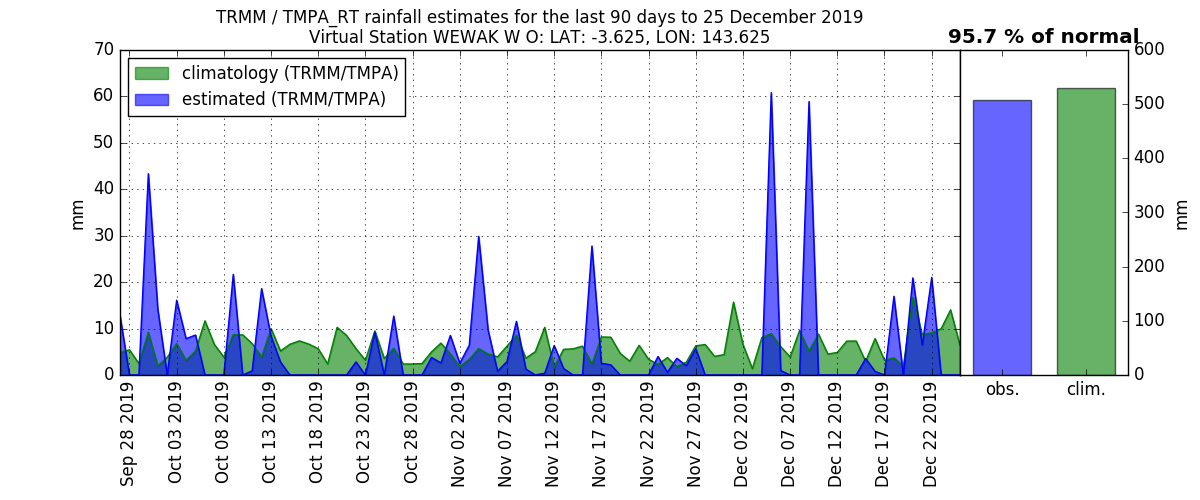 TRMM / TMPA_RT rainfall estimates for the last 90 days to 25 December 2019
Virtual Station WEWAK W O: LAT: -3.625, LON: 143.625
95.7 % of normal
climatology (TRMM/TMPA)
estimated (TRMM/TMPA)
70
60
50
40
30
20
10
0
mm
600
500
400
300
200
100
0
mm
Sep 28 2019
Oct 03 2019
Oct 08 2019
Oct 13 2019
Oct 18 2019
Oct 23 2019
Oct 28 2019
Nov 02 2019
Nov 07 2019
Nov 12 2019
Nov 17 2019
Nov 22 2019
Nov 27 2019
Dec 02 2019
Dec 07 2019
Dec 12 2019
Dec 17 2019
Dec 22 2019
obs.
clim.